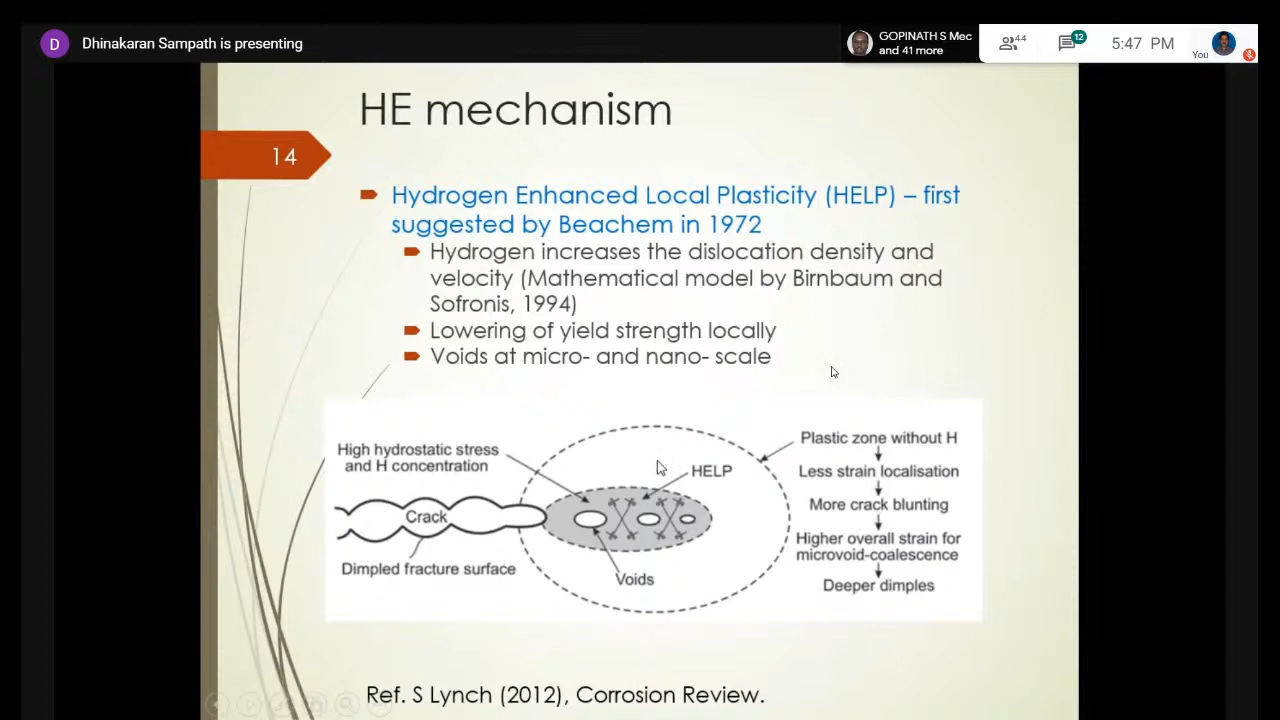 D
Dhinakaran Sampath is presenting
GOPINATH S Mec
and 41 more
44
12
5:47 PM
You
HE mechanism
14
Hydrogen Enhanced Local Plasticity (HELP) – first
suggested by Beachem in 1972
Hydrogen increases the dislocation density and
velocity (Mathematical model by Birnbaum and
Sofronis, 1994)
Lowering of yield strength locally
Voids at micro- and nano- scale
High hydrostatic stress
and H concentration
HELP
Crack
Dimpled fracture surface
Voids
Plastic zone without H
Less strain localisation
More crack blunting
Higher overall strain for
microvoid-coalescence
Deeper dimples
Ref. S Lynch (2012), Corrosion Review.